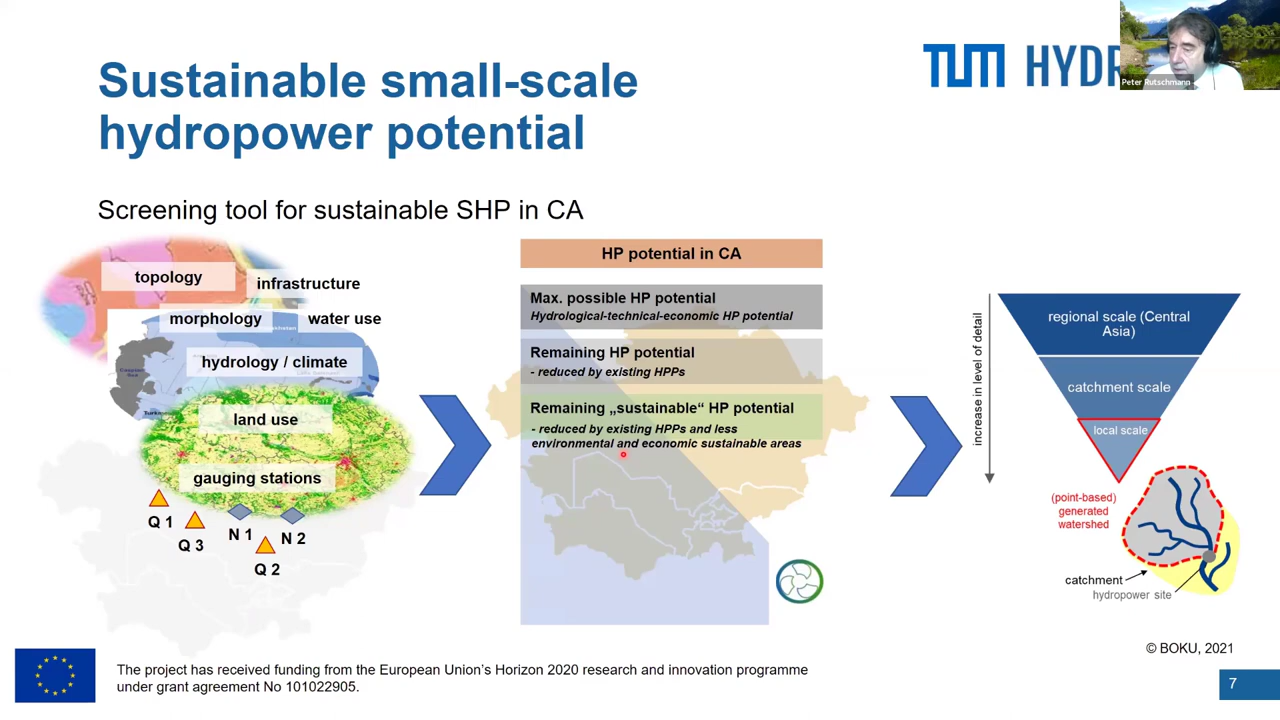 Sustainable small-scale
hydropower potential
TUM HYDR
Peter Rutschmann
Screening tool for sustainable SHP in CA
topology
infrastructure
morphology
water use
hydrology / climate
land use
gauging stations
Q 1
Q 3
N 1
N 2
Q 2
HP potential in CA
Max. possible HP potential
Hydrological-technical-economic HP potential
Remaining HP potential
- reduced by existing HPPs
Remaining „sustainable“ HP potential
- reduced by existing HPPs and less
environmental and economic sustainable areas
increase in level of detail
regional scale (Central
Asia)
catchment scale
local scale
(point-based)
generated
watershed
catchment
hydropower site
© BOKU, 2021
The project has received funding from the European Union’s Horizon 2020 research and innovation programme
under grant agreement No 101022905.
7